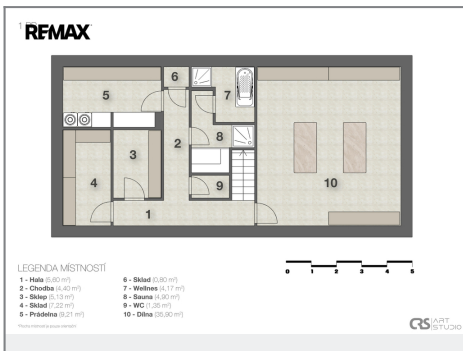 RE/MAX
6
5
7
2
8
3
4
9
10
1
LEGENDA MÍSTNOSTÍ
1 - Hala (6,60 m²)
2 - Chodba (4,40 m²)
3 - Sklep (5,13 m²)
4 - Sklad (7,22 m²)
5 - Prádelna (9,21 m²)
6 - Sklad (0,80 m²)
7 - Wellnes (4,17 m²)
8 - Sauna (4,90 m²)
9 - WC (1,35 m²)
10 - Dílna (35,90 m²)
0 1 2 3 4 5
CRS ART STUDIO